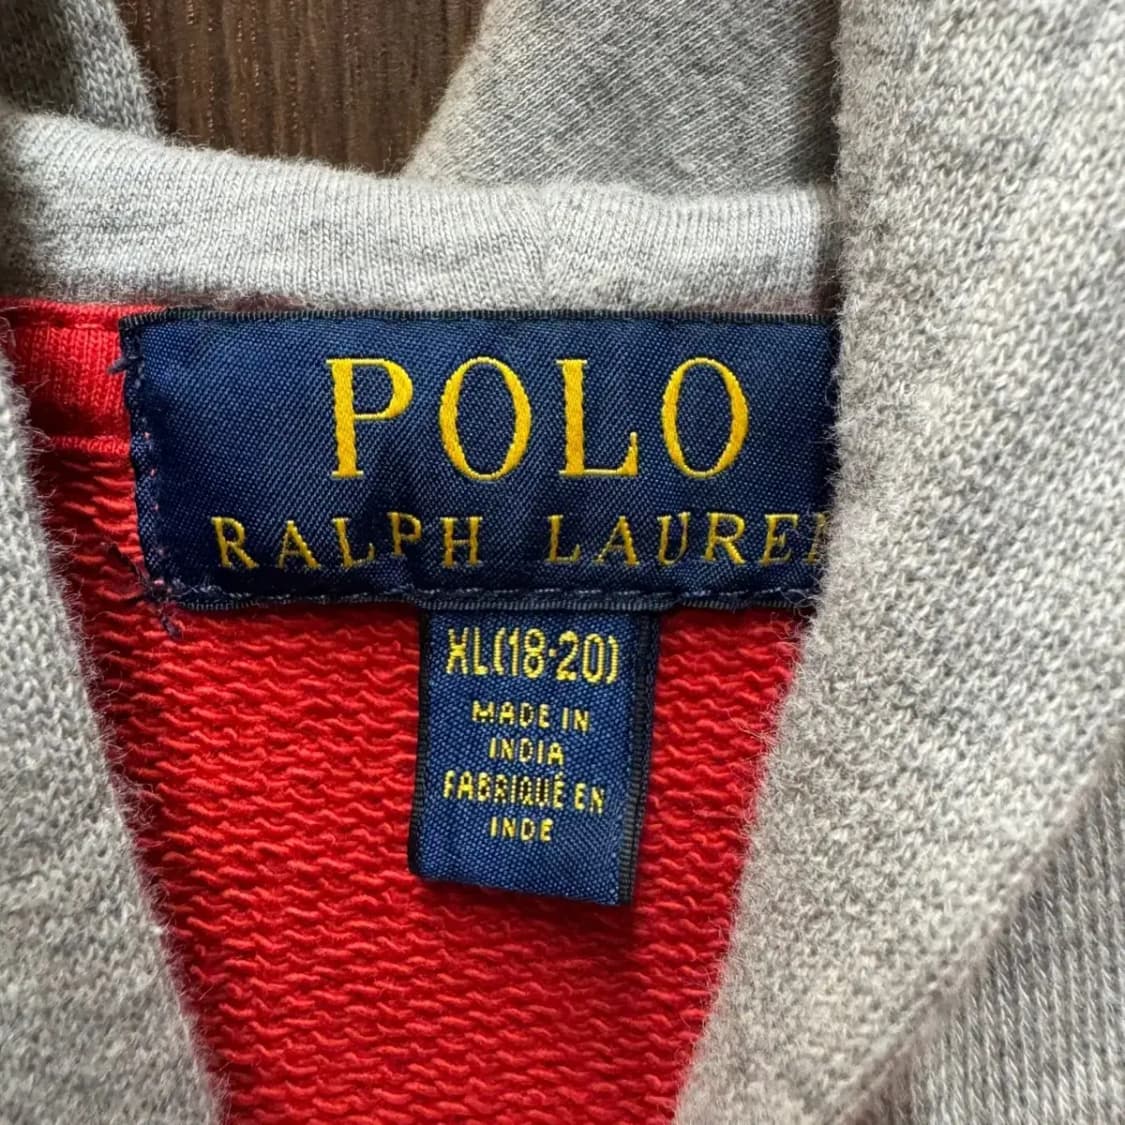 POLO
RALPH LAUREN
XL(18-20)
MADE IN
INDIA
FABRIQUÉ EN
INDE